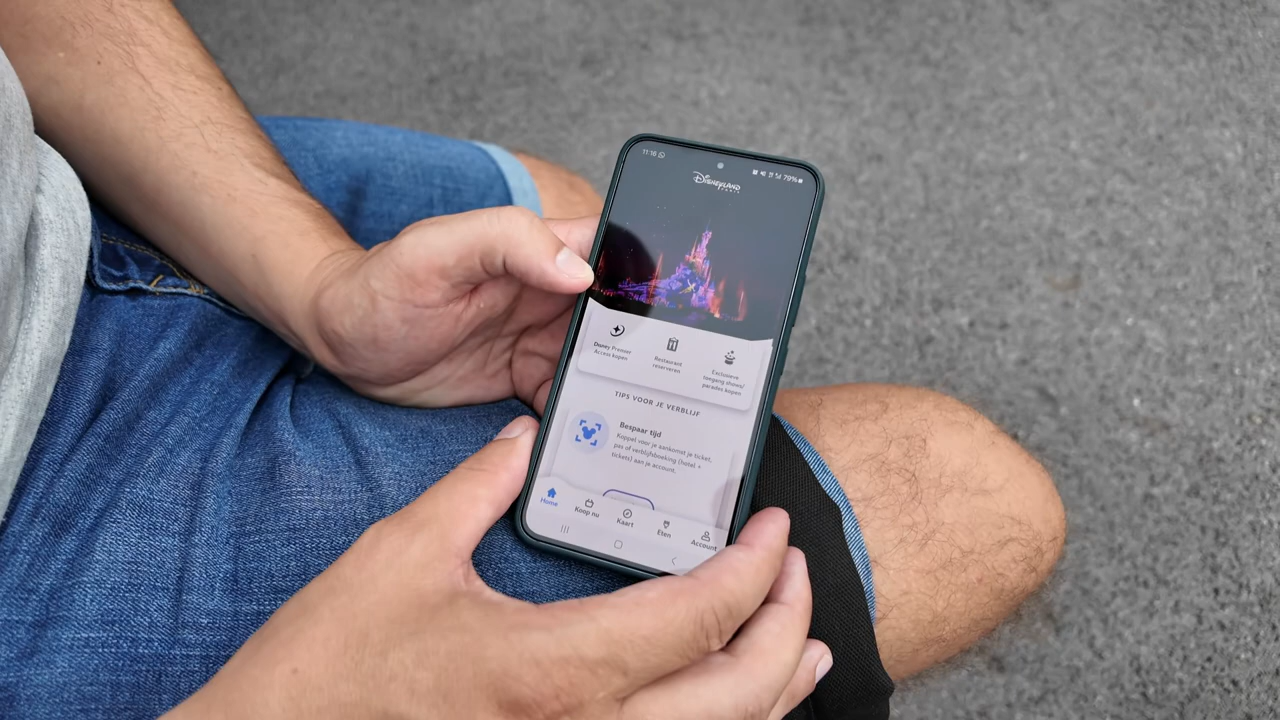 11:16
79%
Disneyland
PARIS
Disney Premier
Access kopen
Restaurant
reserveren
Exclusieve
toegang shows/
parades kopen
TIPS VOOR JE VERBLIJF
Bespaar tijd
Koppel voor je aankomst je ticket,
pas of verblijfsboeking (hotel +
tickets) aan je account.
Home
Koop nu
Kaart
Eten
Account